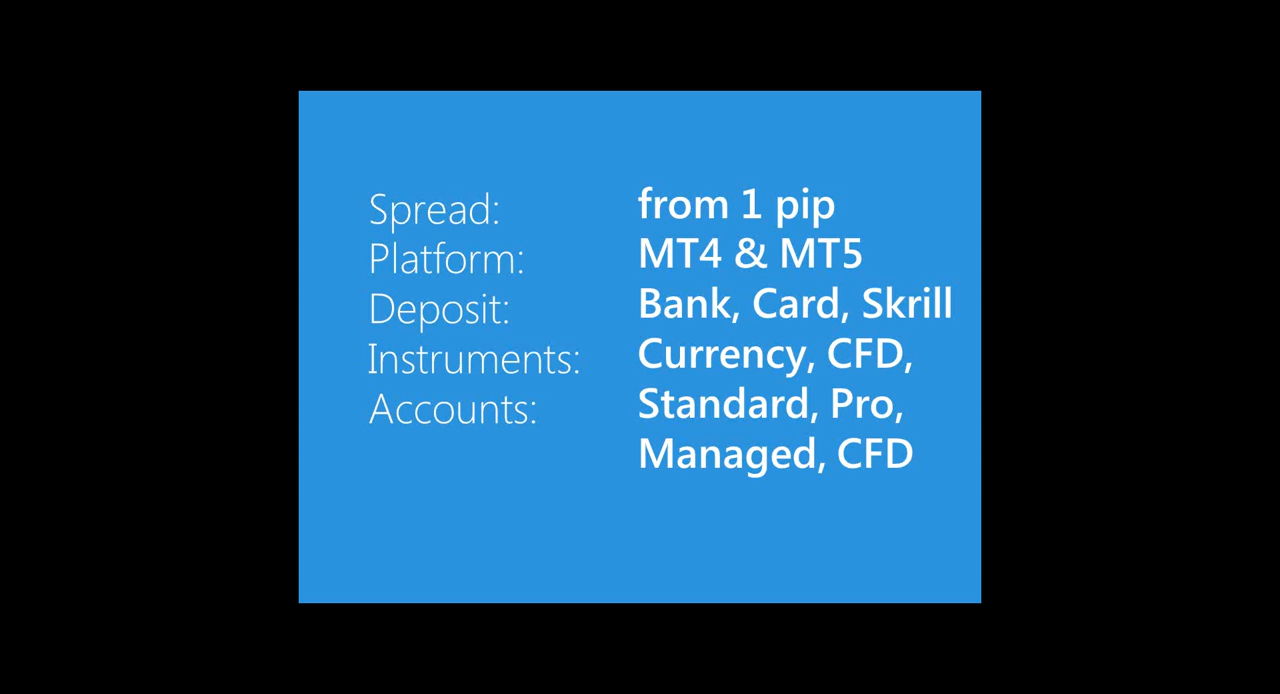 Spread: from 1 pip
Platform: MT4 & MT5
Deposit: Bank, Card, Skrill
Instruments: Currency, CFD,
Accounts: Standard, Pro,
Managed, CFD